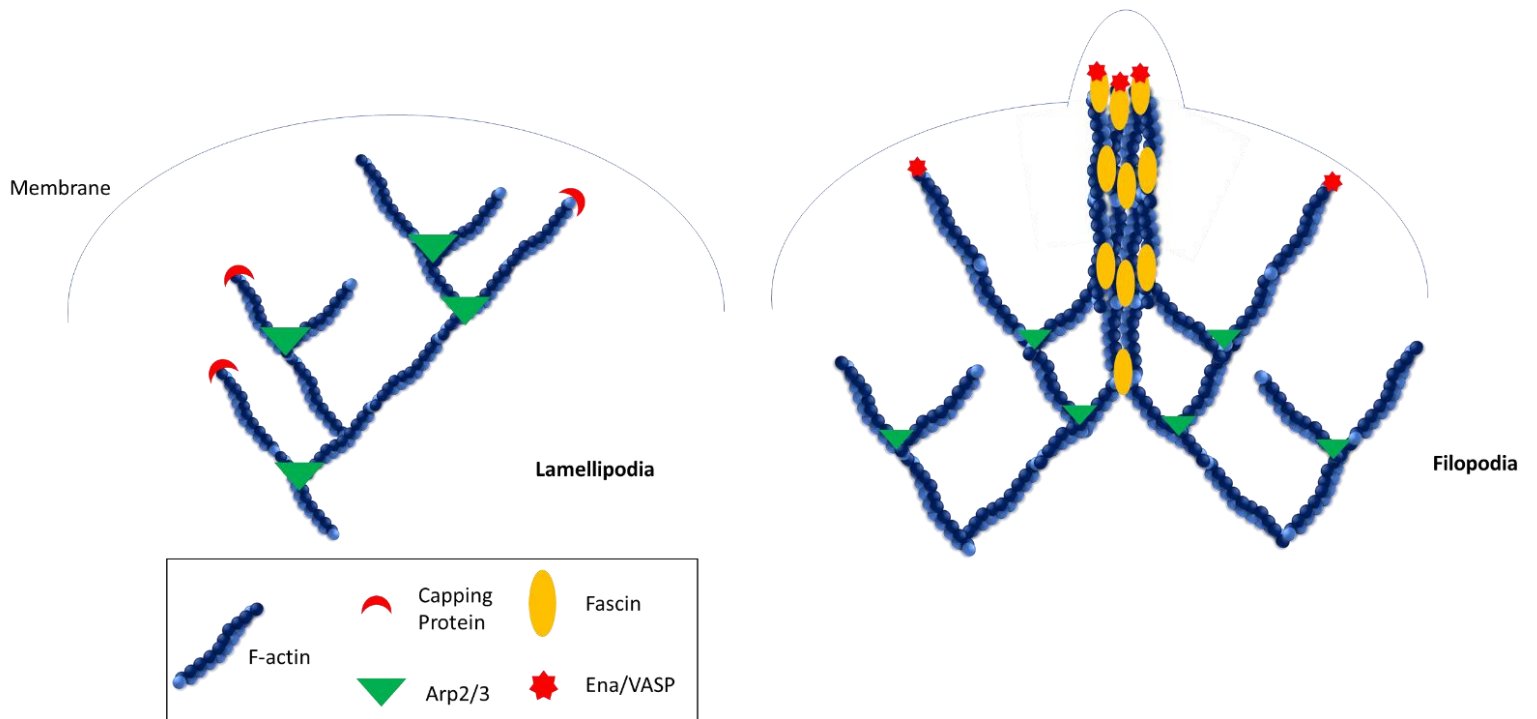 Membrane
Lamellipodia
Filopodia
F-actin
Capping
Protein
Arp2/3
Fascin
Ena/VASP